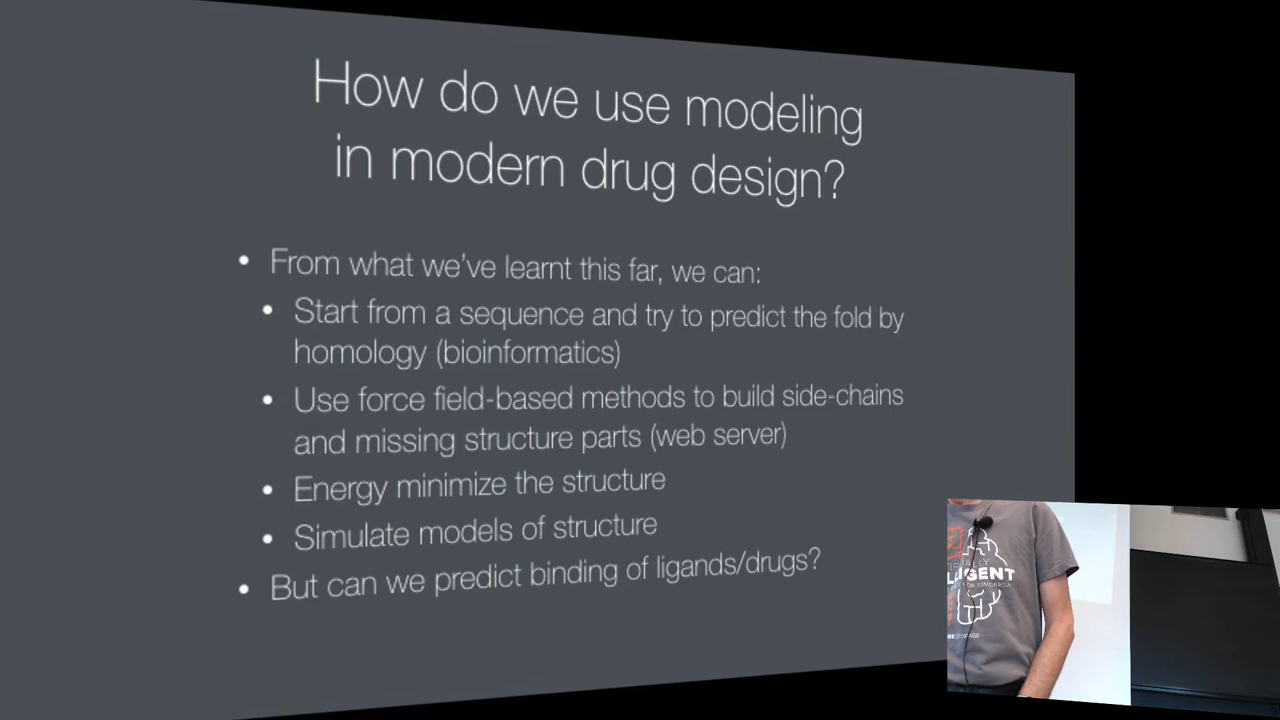 How do we use modeling
in modern drug design?
• From what we've learnt this far, we can:
• Start from a sequence and try to predict the fold by
homology (bioinformatics)
• Use force field-based methods to build side-chains
and missing structure parts (web server)
• Energy minimize the structure
• Simulate models of structure
• But can we predict binding of ligands/drugs?